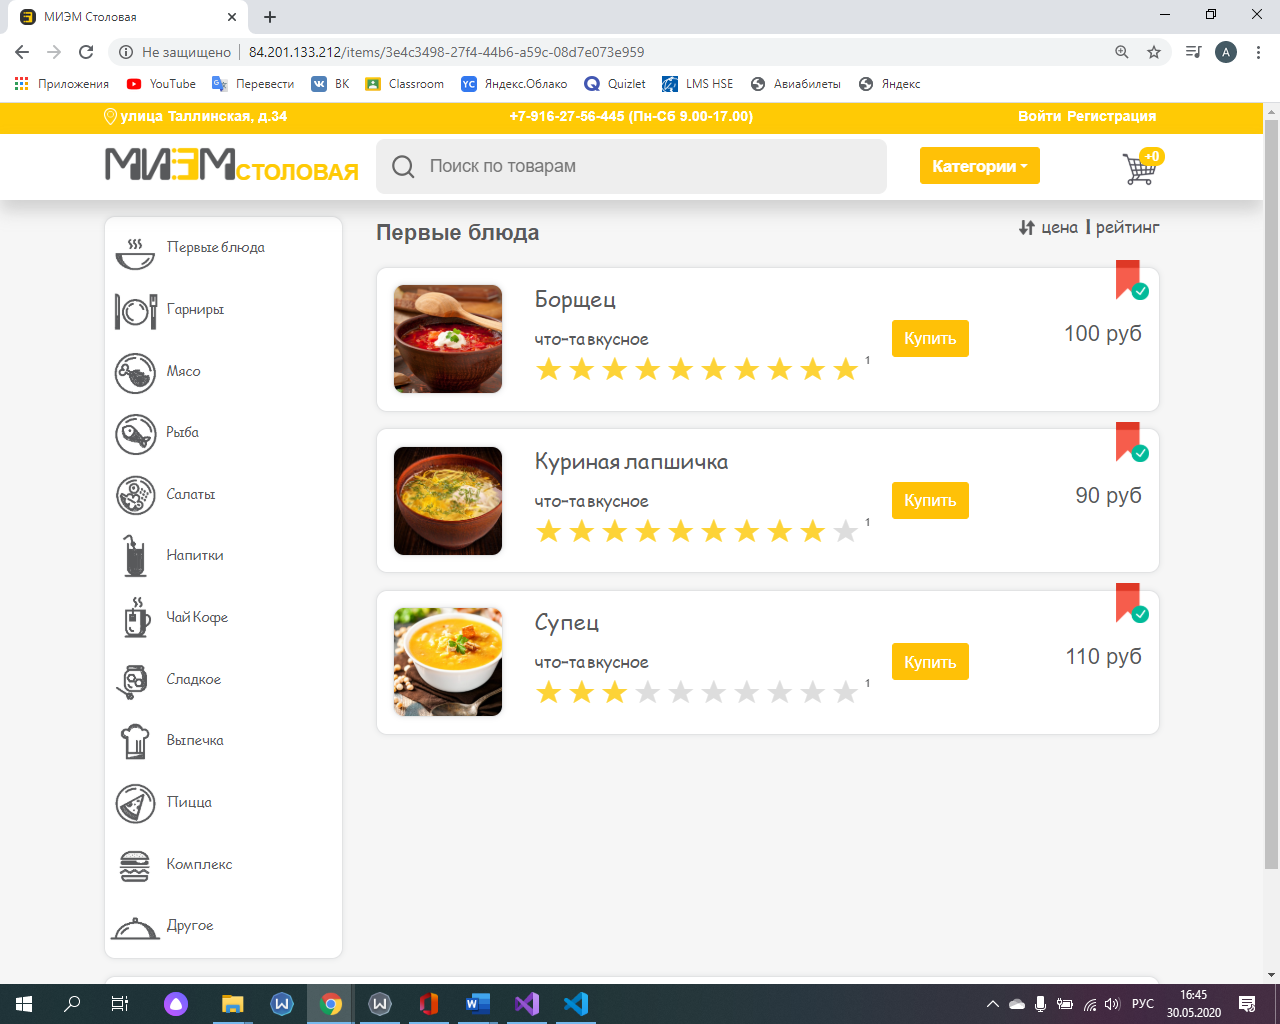 МИЭМ Столовая
Не защищено 84.201.133.212/items/3e4c3498-27f4-44b6-a59c-08d7e073e959
A
Приложения YouTube Перевести ВК Classroom Яндекс.Облако Quizlet LMS HSE Авиабилеты Яндекс
улица Таллинская, д.34 +7-916-27-56-445 (Пн-Сб 9.00-17.00) Войти Регистрация
МИЭМСТОЛОВАЯ Поиск по товарам Категории +0
Первые блюда
Гарниры
Мясо
Рыба
Салаты
Напитки
Чай Кофе
Сладкое
Выпечка
Пицца
Комплекс
Другое
Первые блюда цена I рейтинг
Борщец
что-та вкусное
1
Купить
100 руб
Куриная лапшичка
что-та вкусное
1
Купить
90 руб
Супец
что-та вкусное
1
Купить
110 руб
РУС
16:45
30.05.2020